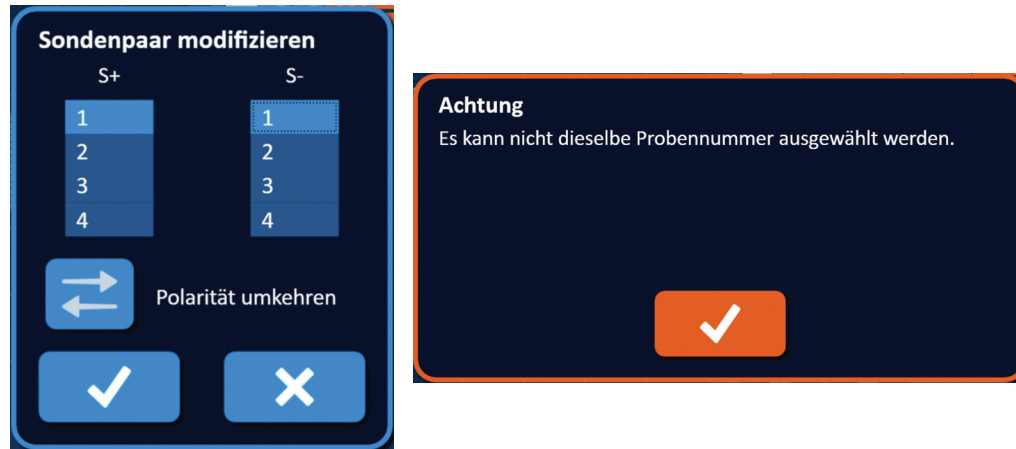 Sondenpaar modifizieren
S+ S-
1 1
2 2
3 3
4 4
Polarität umkehren
Achtung
Es kann nicht dieselbe Probennummer ausgewählt werden.